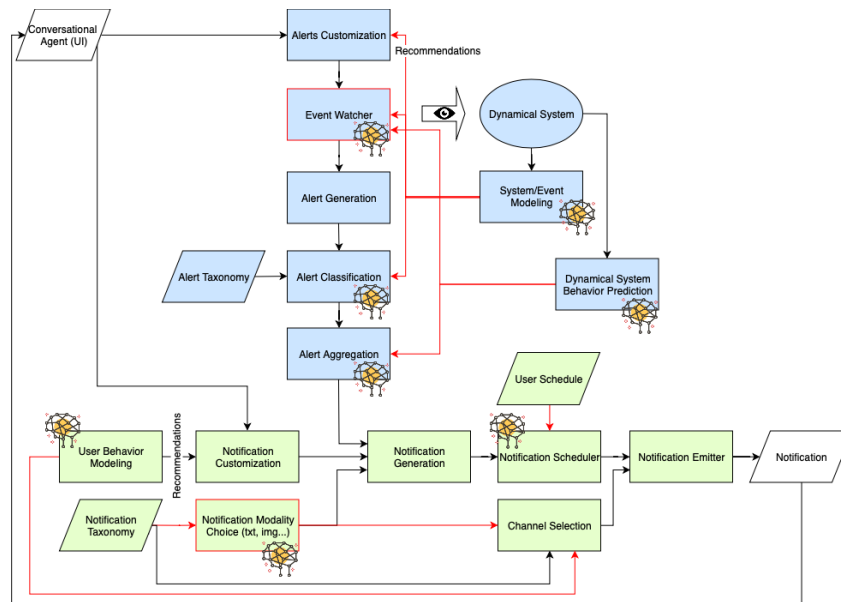 Conversational
Agent (UI)
Alerts Customization
Recommendations
Event Watcher
Dynamical System
Alert Generation
System/Event
Modeling
Alert Taxonomy
Alert Classification
Dynamical System
Behavior Prediction
Alert Aggregation
User Schedule
User Behavior
Modeling
Recommendations
Notification
Customization
Notification
Generation
Notification Scheduler
Notification Emitter
Notification
Notification
Taxonomy
Notification Modality
Choice (txt, img...)
Channel Selection